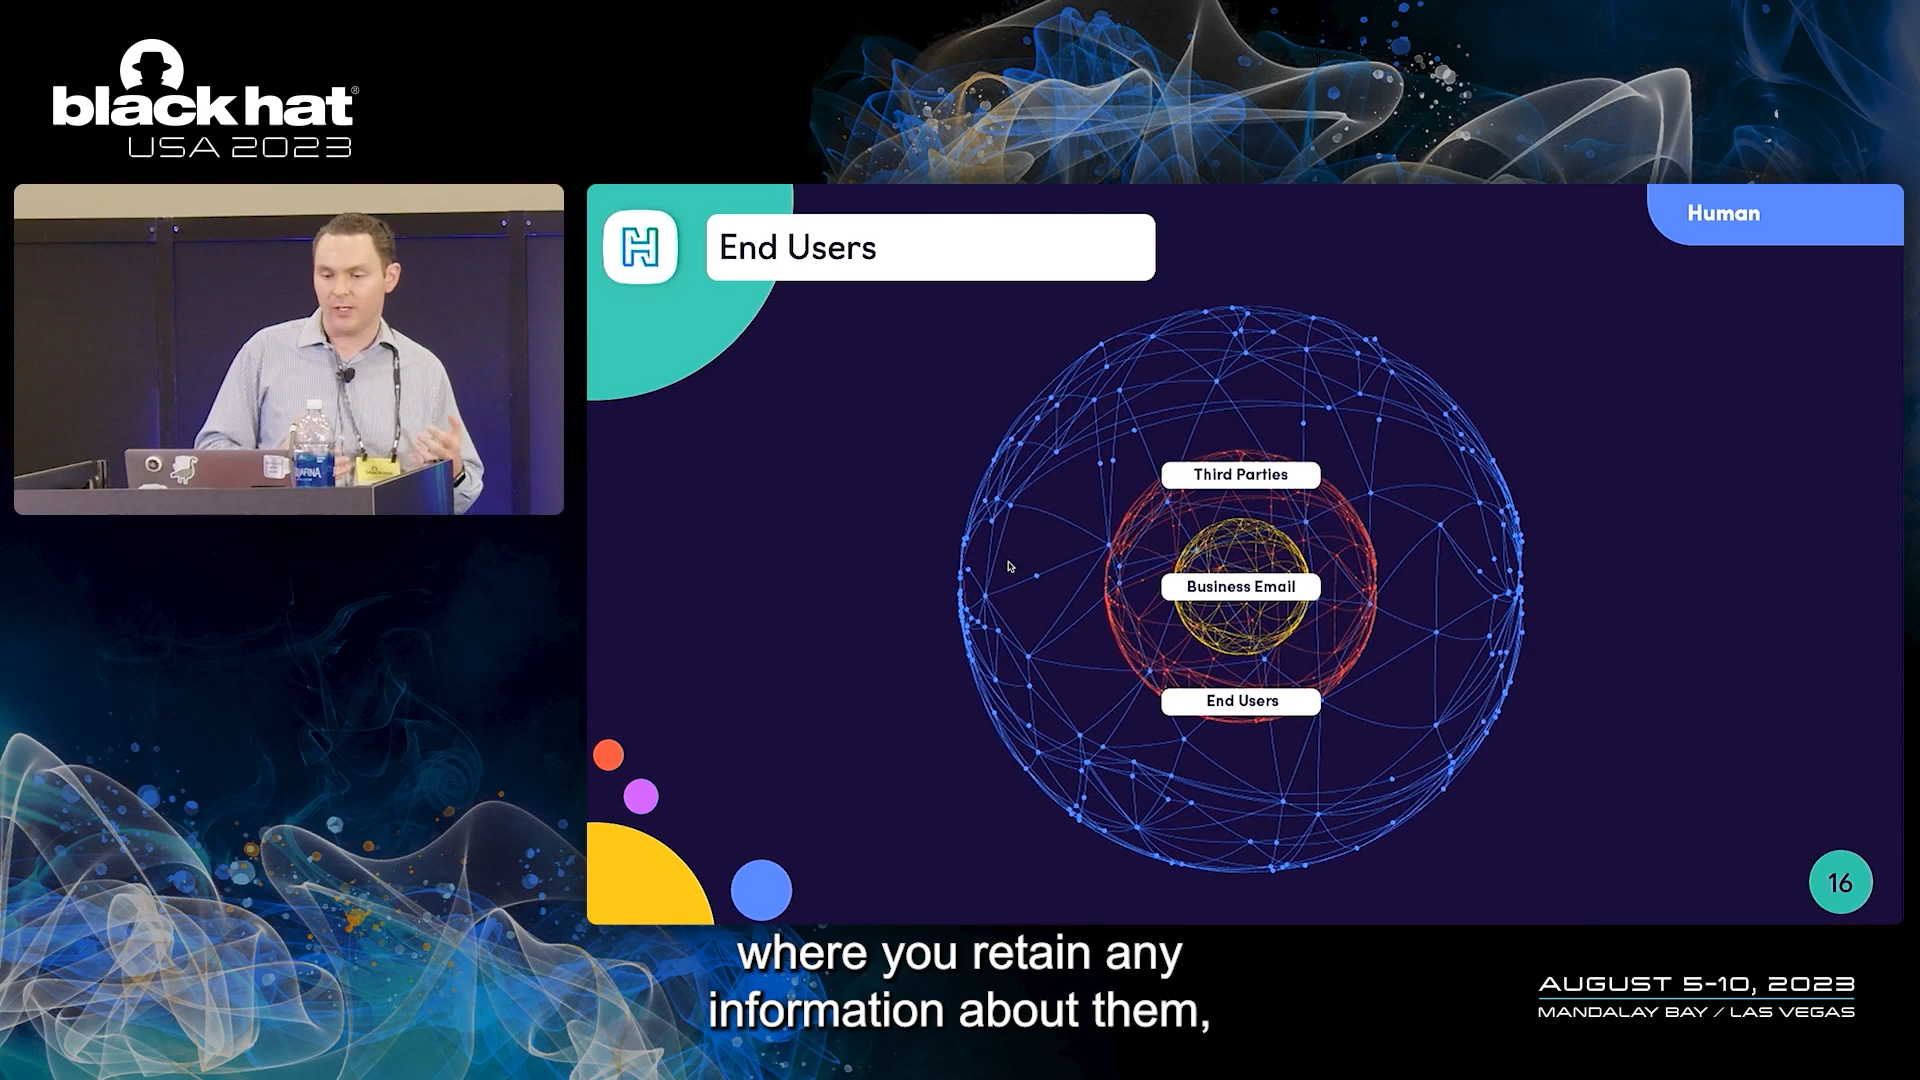 black hat®
USA 2023
End Users
Human
Third Parties
Business Email
End Users
16
AQUAFINA
where you retain any
information about them,
AUGUST 5-10, 2023
MANDALAY BAY / LAS VEGAS